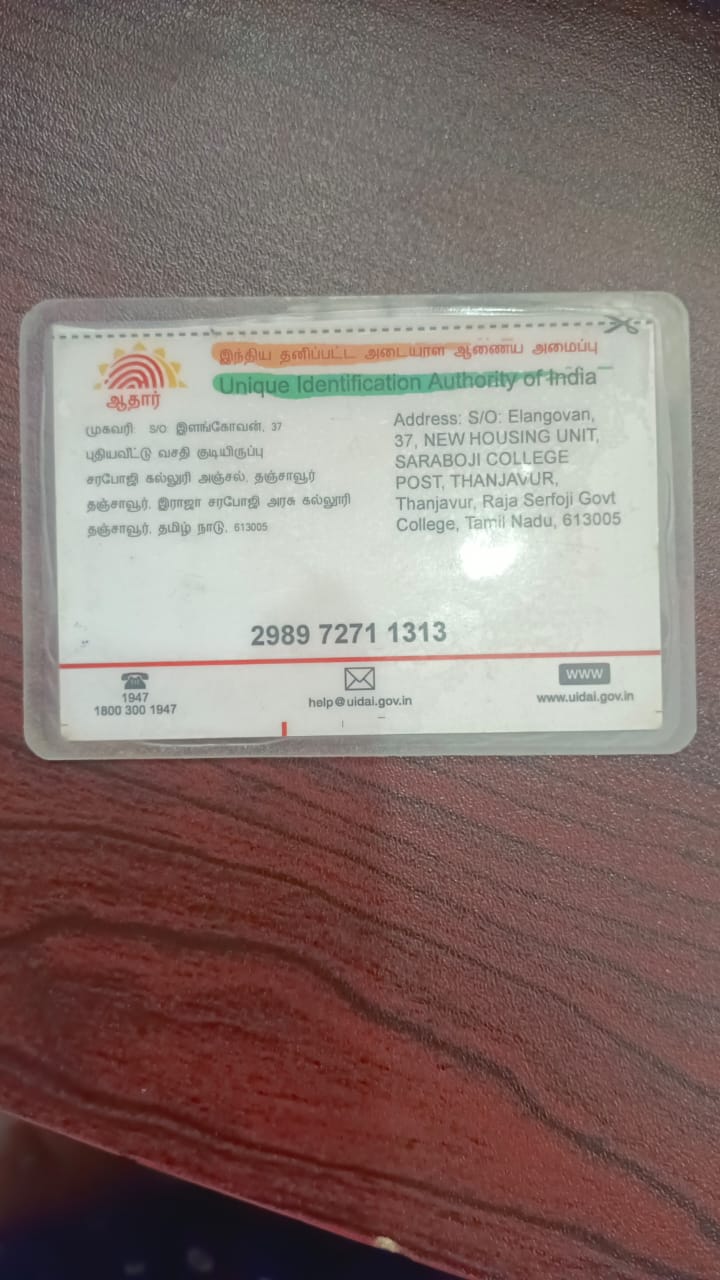 இந்திய தனிப்பட்ட அடையாள ஆணைய அமைப்பு
Unique Identification Authority of India
ஆதார்
முகவரி: S/O இளங்கோவன், 37
புதியவீட்டு வசதி குடியிருப்பு
சரபோஜி கல்லுரி அஞ்சல், தஞ்சாவூர்
தஞ்சாவூர், இராஜா சரபோஜி அரசு கல்லூரி
தஞ்சாவூர், தமிழ் நாடு, 613005
Address: S/O: Elangovan,
37, NEW HOUSING UNIT,
SARABOJI COLLEGE
POST, THANJAVUR,
Thanjavur, Raja Serfoji Govt
College, Tamil Nadu, 613005
2989 7271 1313
1947
1800 300 1947
help@uidai.gov.in
WWW
www.uidai.gov.in